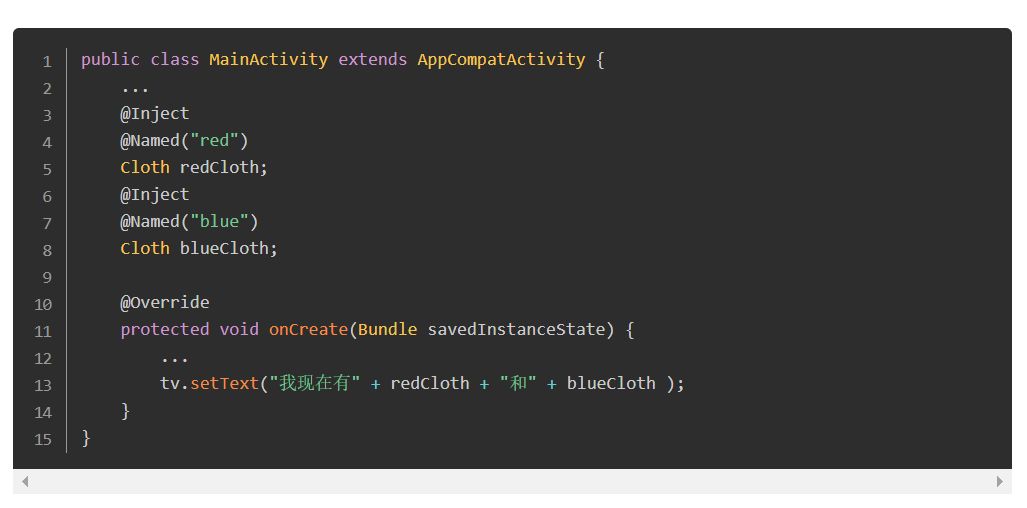 1 public class MainActivity extends AppCompatActivity {
2 ...
3 @Inject
4 @Named("red")
5 Cloth redCloth;
6 @Inject
7 @Named("blue")
8 Cloth blueCloth;
9
10 @Override
11 protected void onCreate(Bundle savedInstanceState) {
12 ...
13 tv.setText("我现在有" + redCloth + "和" + blueCloth );
14 }
15 }